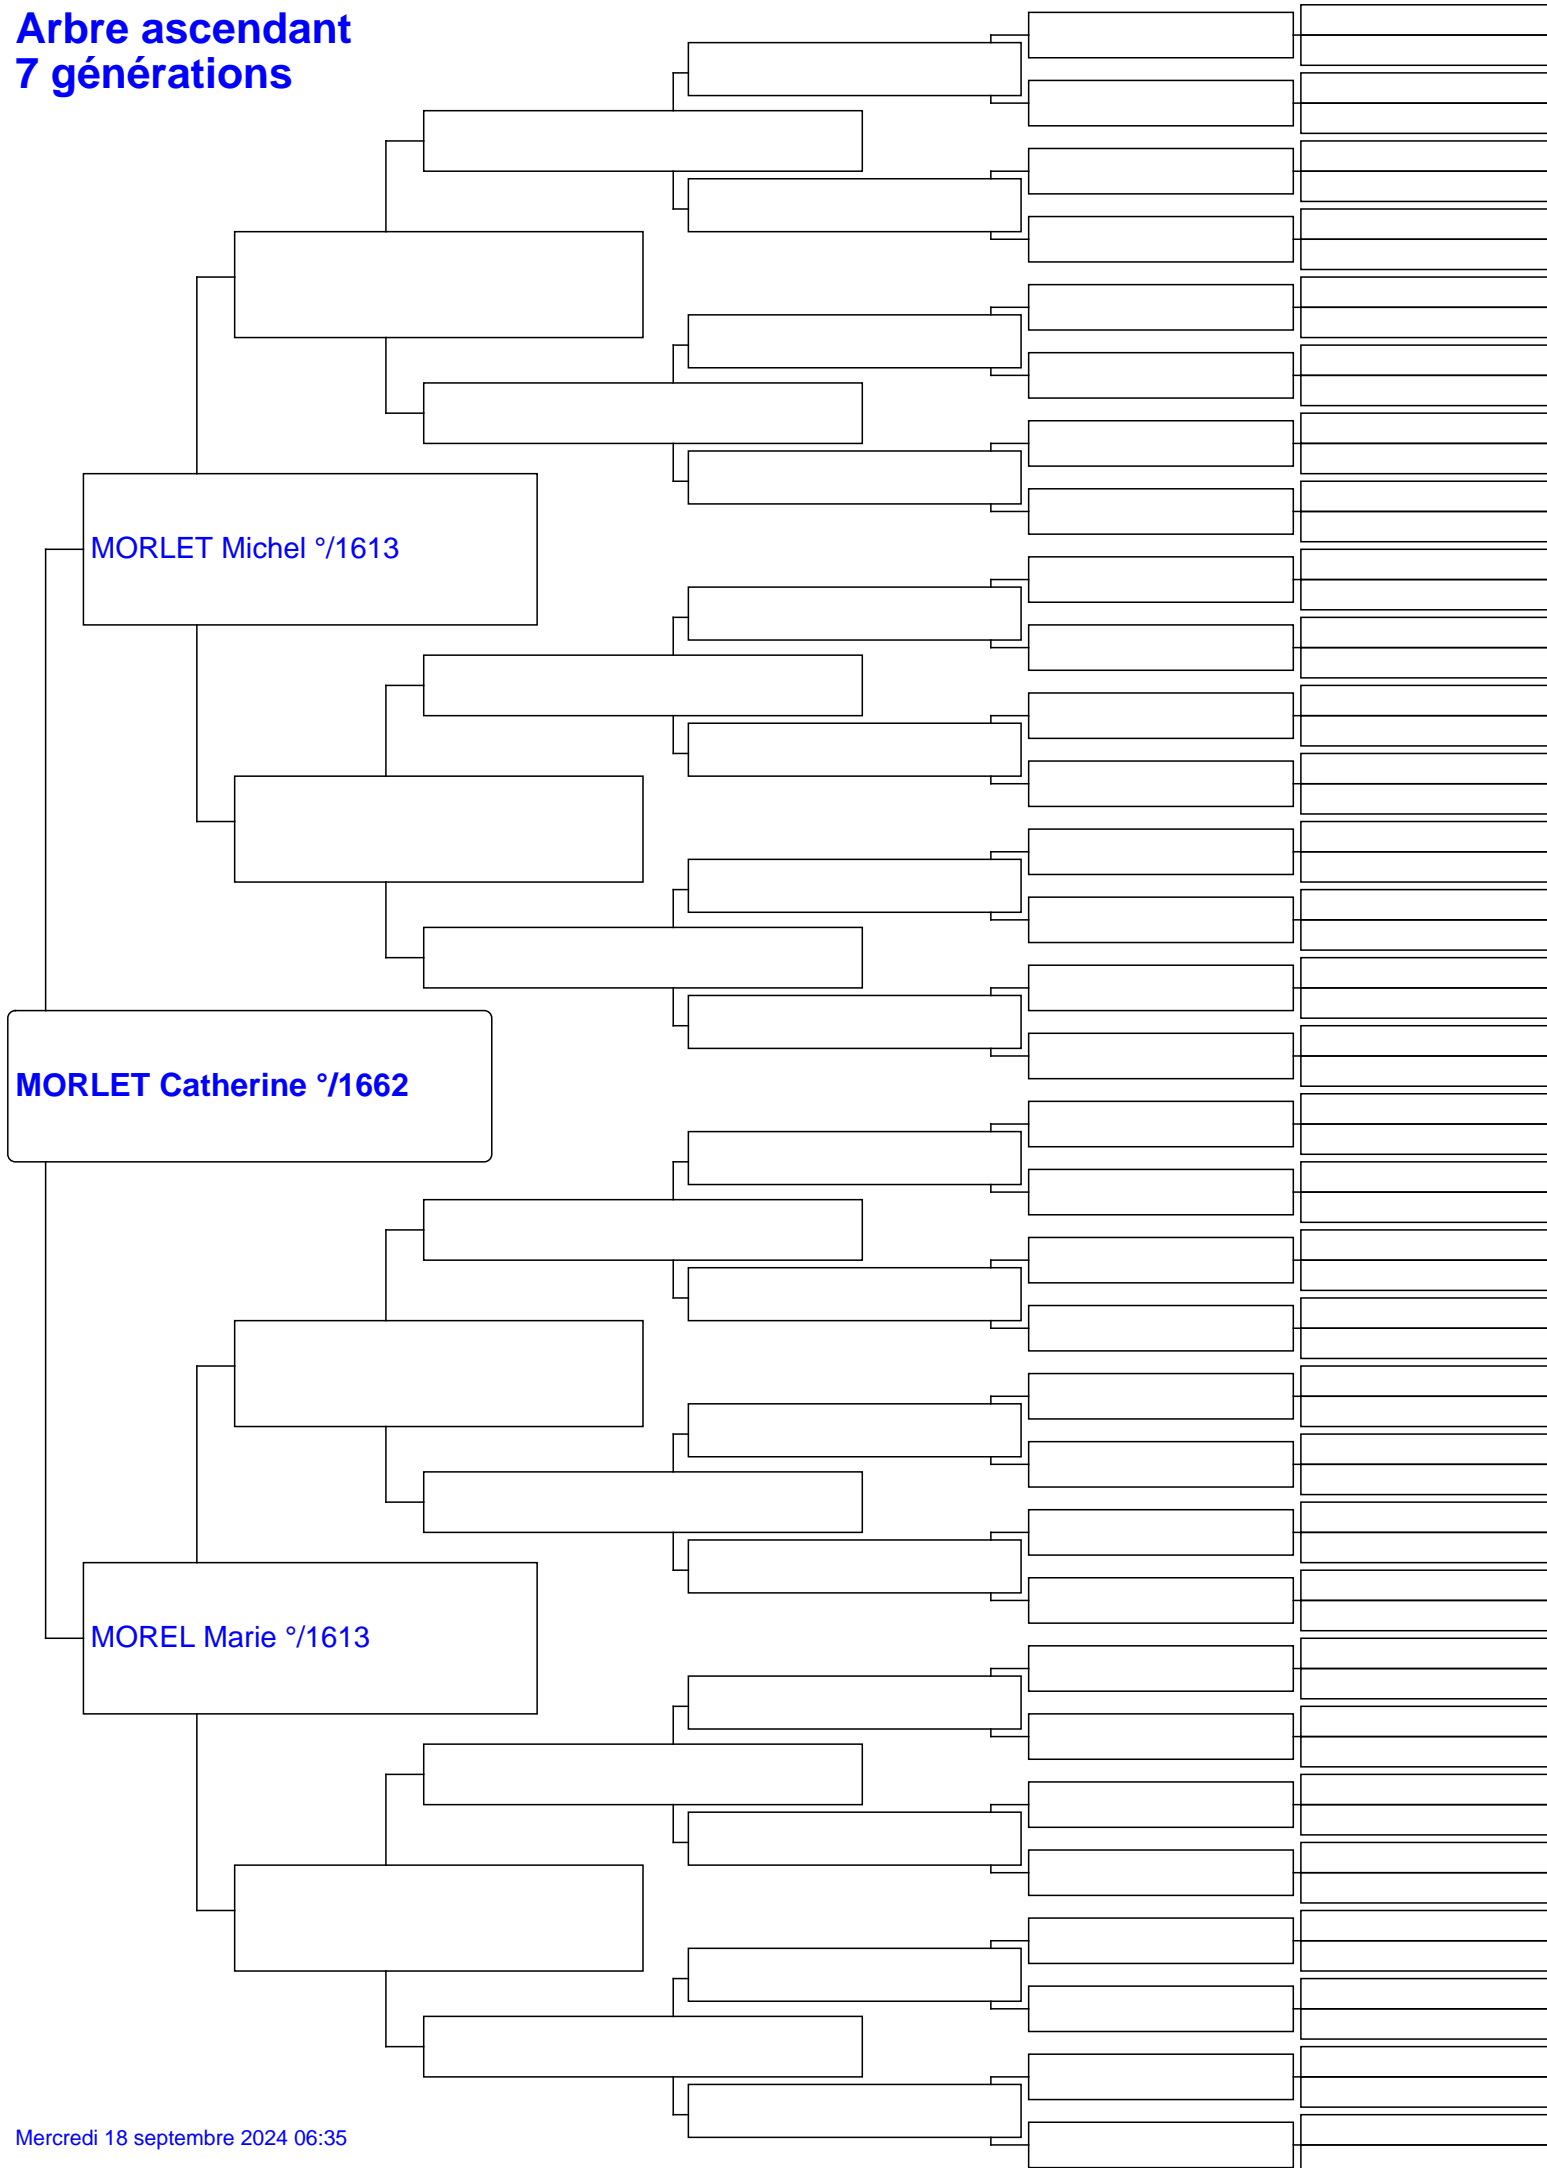 Arbre ascendant
7 générations
MORLET Michel °/1613
MORLET Catherine °/1662
MOREL Marie °/1613
Mercredi 18 septembre 2024 06:35